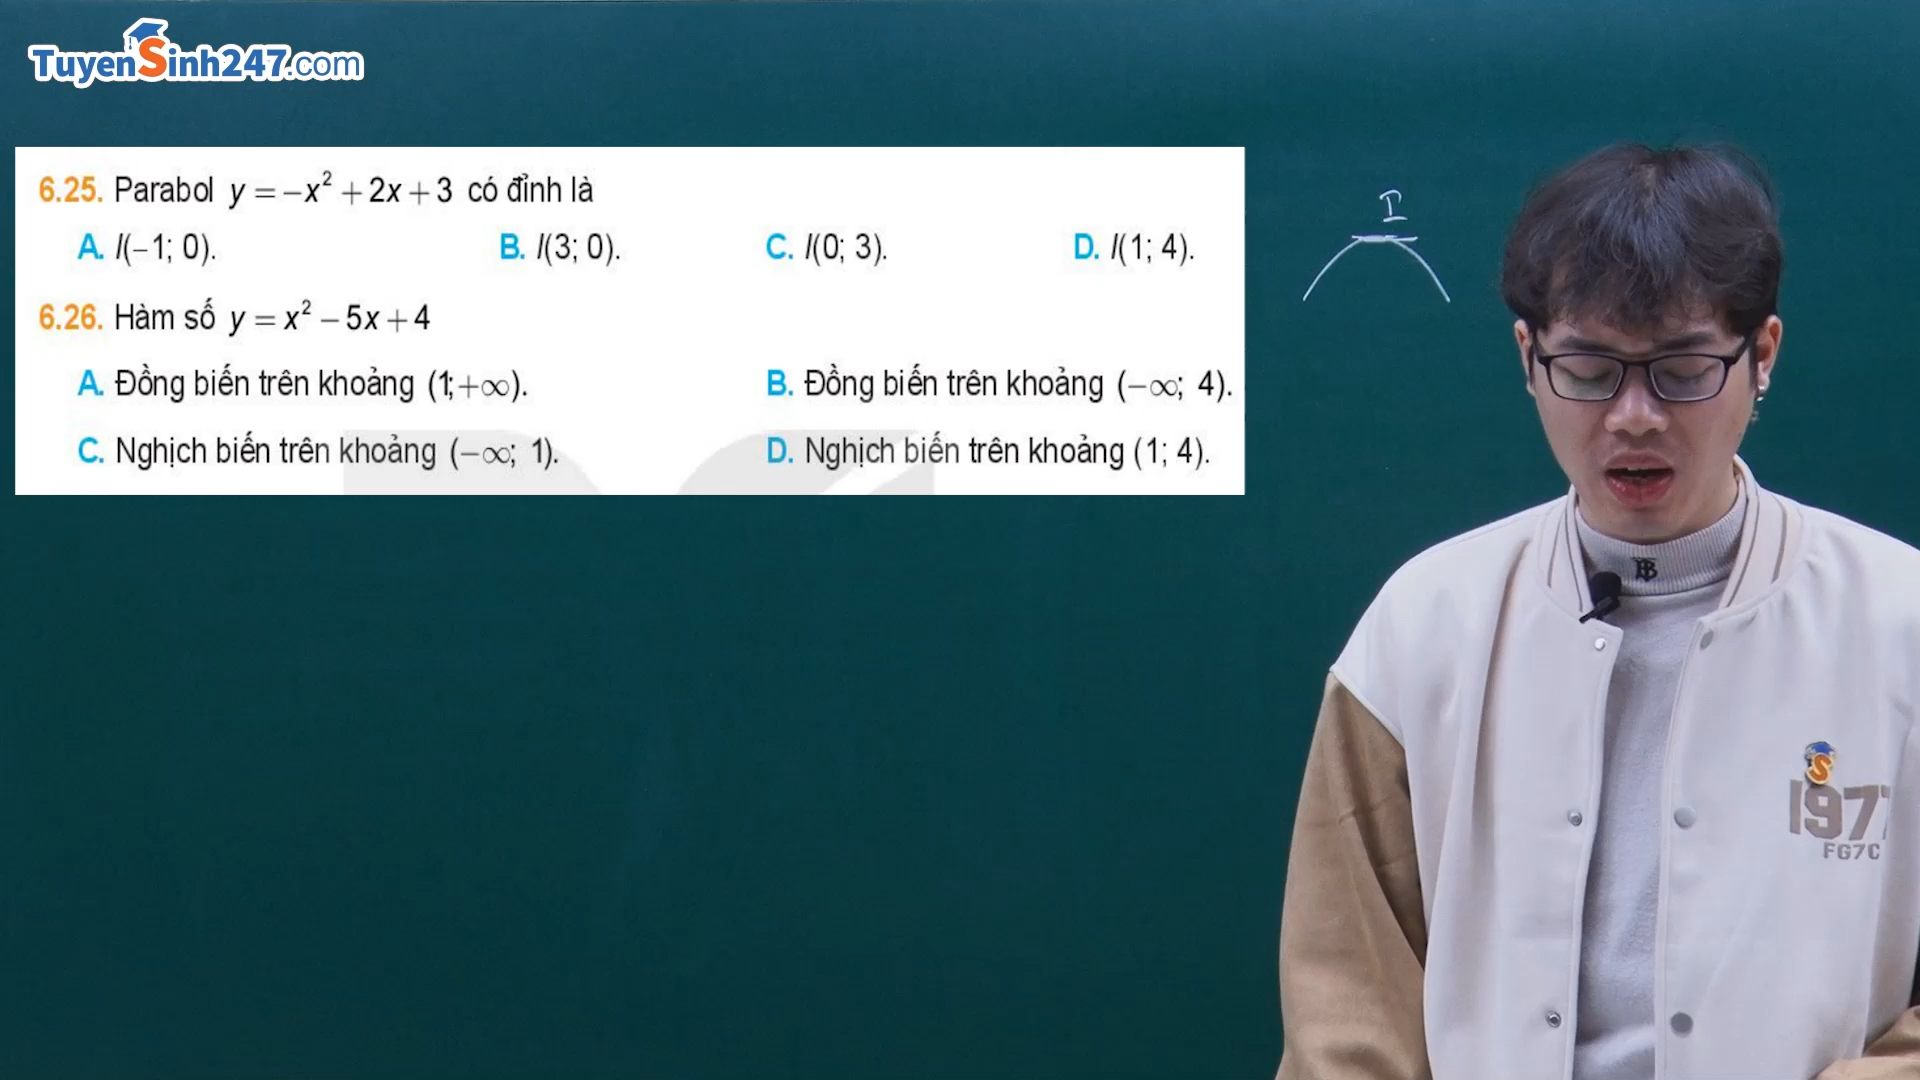 TuyenSinh247.com
6.25. Parabol y = −x² + 2x + 3 có đỉnh là
A. I(−1; 0). B. I(3; 0). C. I(0; 3). D. I(1; 4).
I
6.26. Hàm số y = x² − 5x + 4
A. Đồng biến trên khoảng (1;+∞). B. Đồng biến trên khoảng (−∞; 4).
C. Nghịch biến trên khoảng (−∞; 1). D. Nghịch biến trên khoảng (1; 4).
S
197
FG7C